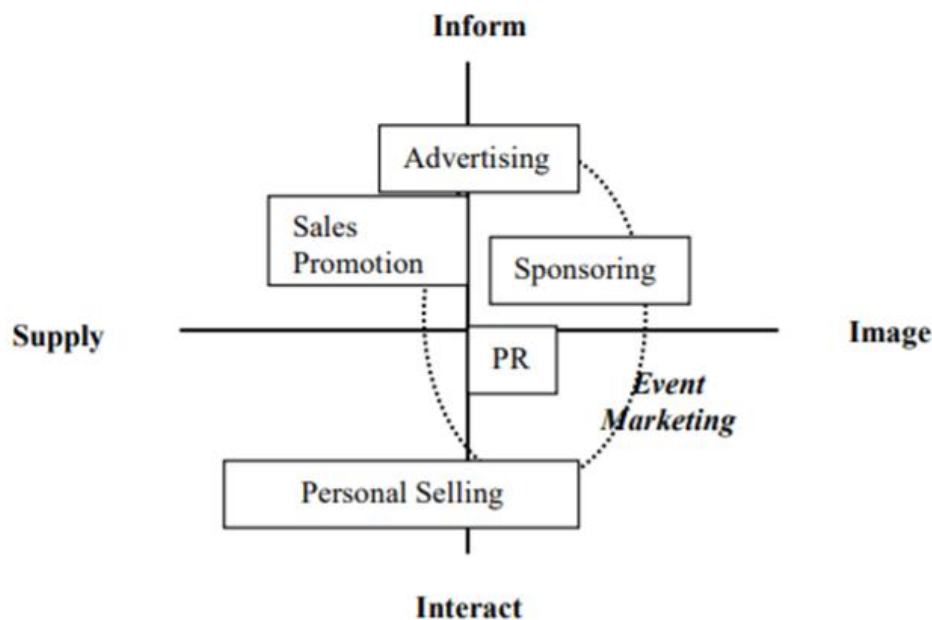 Inform
Advertising
Sales
Promotion
Sponsoring
Supply
Image
PR
Event
Marketing
Personal Selling
Interact